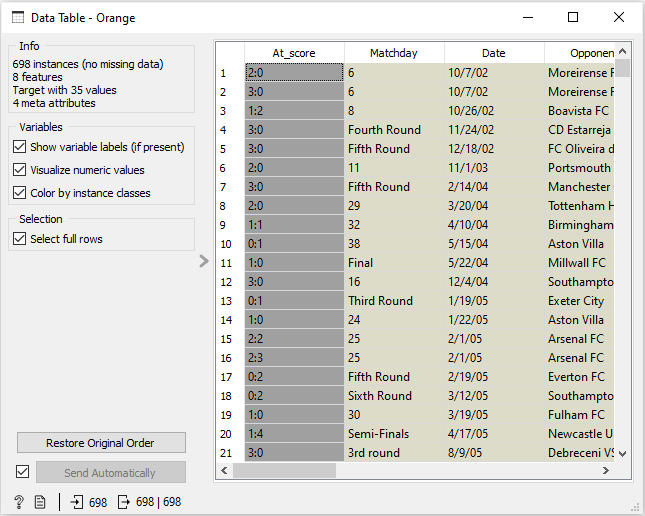 Data Table - Orange
Info
698 instances (no missing data)
8 features
Target with 35 values
4 meta attributes
Variables
Show variable labels (if present)
Visualize numeric values
Color by instance classes
Selection
Select full rows
Restore Original Order
Send Automatically
698
698 | 698
At_score Matchday Date Opponen
1 2:0 6 10/7/02 Moreirense F
2 3:0 6 10/7/02 Moreirense F
3 1:2 8 10/26/02 Boavista FC
4 3:0 Fourth Round 11/24/02 CD Estarreja
5 3:0 Fifth Round 12/18/02 FC Oliveira d
6 2:0 11 11/1/03 Portsmouth
7 3:0 Fifth Round 2/14/04 Manchester
8 2:0 29 3/20/04 Tottenham H
9 1:1 32 4/10/04 Birmingham
10 0:1 38 5/15/04 Aston Villa
11 1:0 Final 5/22/04 Millwall FC
12 3:0 16 12/4/04 Southampto
13 0:1 Third Round 1/19/05 Exeter City
14 1:0 24 1/22/05 Aston Villa
15 2:2 25 2/1/05 Arsenal FC
16 2:3 25 2/1/05 Arsenal FC
17 0:2 Fifth Round 2/19/05 Everton FC
18 0:2 Sixth Round 3/12/05 Southampto
19 1:0 30 3/19/05 Fulham FC
20 1:4 Semi-Finals 4/17/05 Newcastle U
21 3:0 3rd round 8/9/05 Debreceni VS